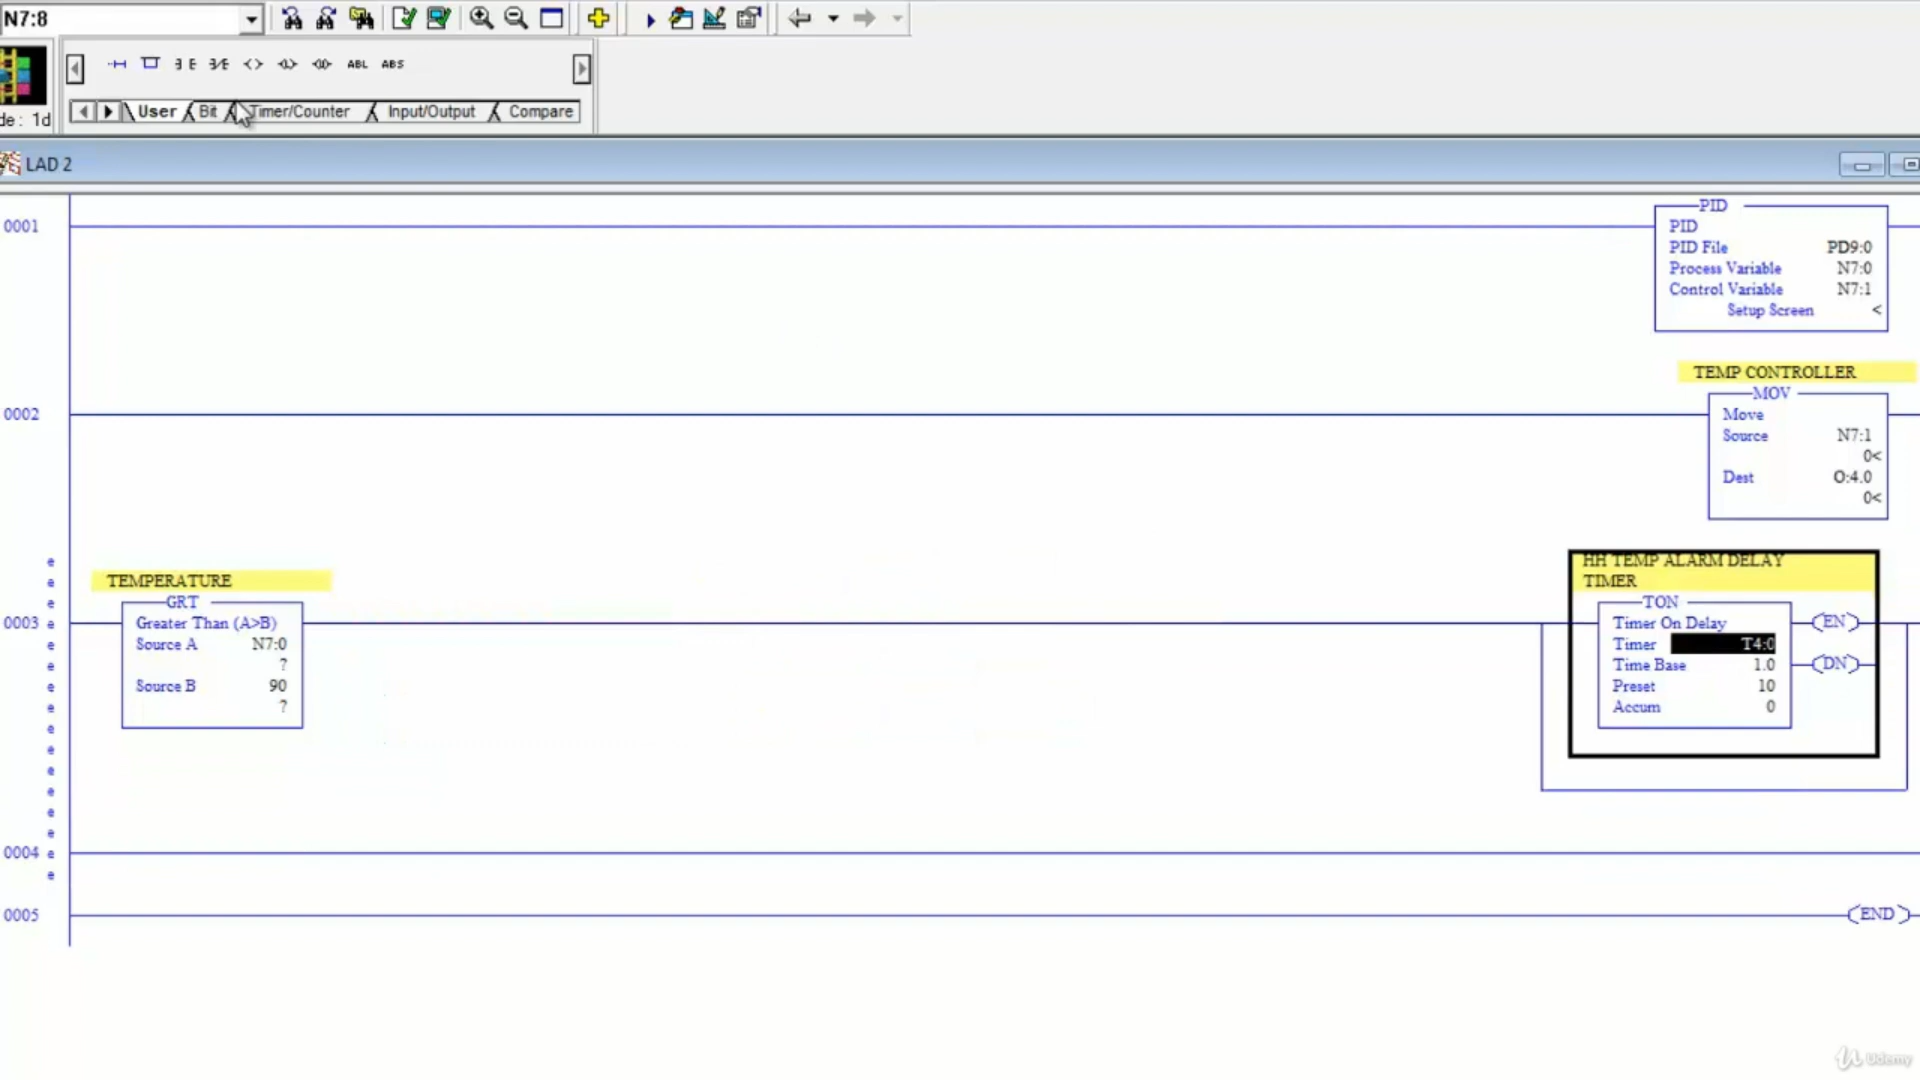 N7:8
ABL ABS
de: 1d
User Bit Timer/Counter Input/Output Compare
LAD 2
0001
PID
PID
PID File PD9:0
Process Variable N7:0
Control Variable N7:1
Setup Screen <
TEMP CONTROLLER
0002
MOV
Move
Source N7:1
0<
Dest O:4.0
0<
e
e
e
0003 e
e
e
e
e
e
e
e
e
e
e
TEMPERATURE
GRT
Greater Than (A>B)
Source A N7:0
?
Source B 90
?
HH TEMP ALARM DELAY
TIMER
TON
Timer On Delay EN
Timer T4:0
Time Base 1.0 DN
Preset 10
Accum 0
0004 e
e
0005 END
Udemy